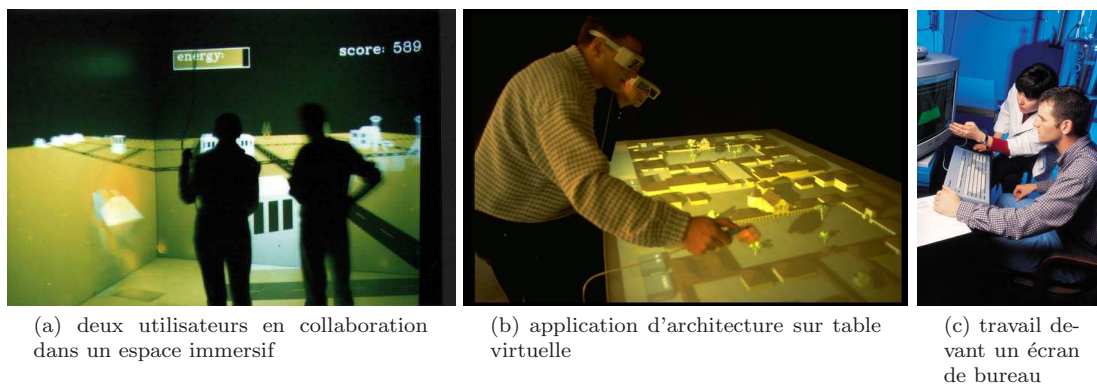 energy:
score: 589
(a) deux utilisateurs en collaboration
dans un espace immersif
(b) application d'architecture sur table
virtuelle
(c) travail de-
vant un écran
de bureau